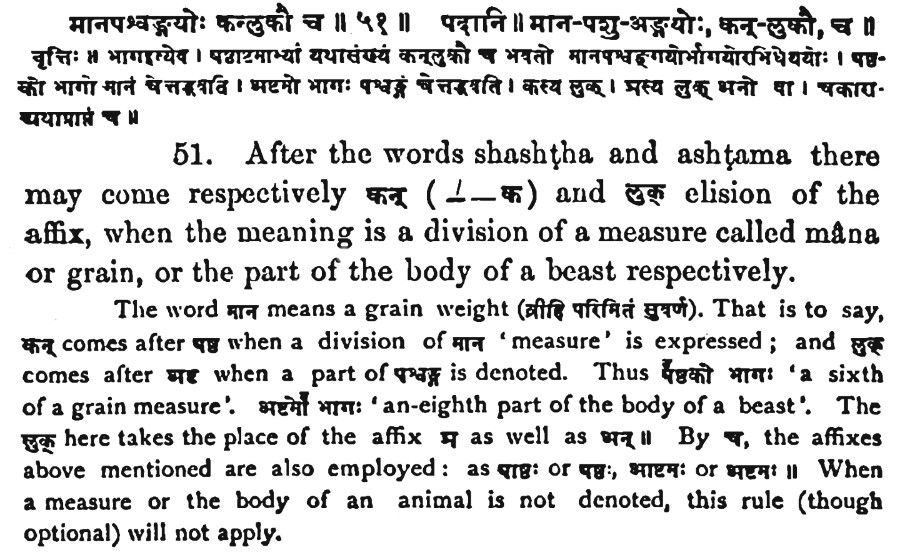 मानपश्वङ्गयोः कन्लुकौ च ॥ ५१ ॥ पदानि ॥ मान-पशु-अङ्गयोः, कन्-लुकौ, च ॥
वृत्तिः ॥ भागइत्येव । षष्ठाष्टमाभ्यां यथासंख्यं कन्लुकौ च भवतो मानपश्वङ्गयोर्भागयोरभिधेययोः । षष्ठ-
को भागो मानं चेत्तद्भवति । अष्टमो भागः पश्वङ्गं चेत्तद्भवति । कस्य लुक् । ञस्य लुक् अनो वा । चकारा-
द्यथाप्राप्तं च ॥
51. After the words shashṭha and ashṭama there
may come respectively कन् ( ⊥ — क) and लुक् elision of the
affix, when the meaning is a division of a measure called mâna
or grain, or the part of the body of a beast respectively.
The word मान means a grain weight (व्रीहि परिमितं सुवर्ण). That is to say,
कन् comes after षष्ठ when a division of मान 'measure' is expressed; and लुक्
comes after अष्ट when a part of पश्वङ्ग is denoted. Thus षष्ठको भागः 'a sixth
of a grain measure'. अष्टमो भागः 'an-eighth part of the body of a beast'. The
लुक् here takes the place of the affix ञ as well as अन् ॥ By च, the affixes
above mentioned are also employed: as षाष्ठः or षष्ठः, आष्टमः or अष्टमः ॥ When
a measure or the body of an animal is not denoted, this rule (though
optional) will not apply.